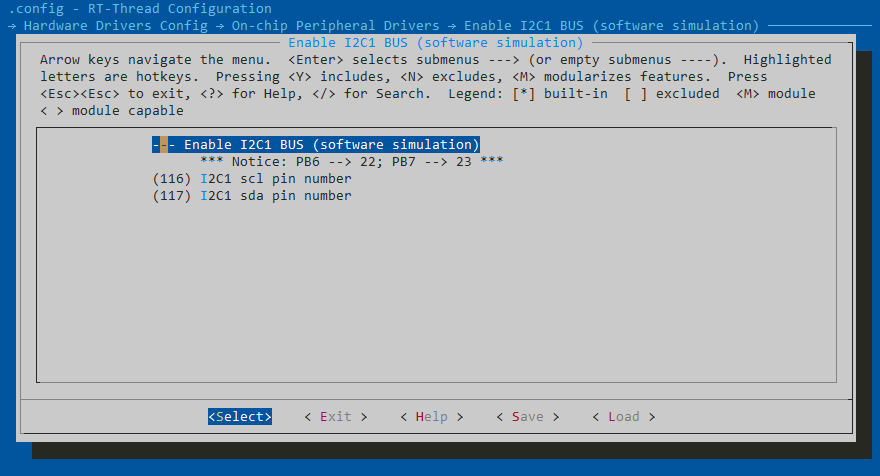 .config - RT-Thread Configuration
→ Hardware Drivers Config → On-chip Peripheral Drivers → Enable I2C1 BUS (software simulation)
Enable I2C1 BUS (software simulation)
Arrow keys navigate the menu.  <Enter> selects submenus ---> (or empty submenus ----).  Highlighted
letters are hotkeys.  Pressing <Y> includes, <N> excludes, <M> modularizes features.  Press
<Esc><Esc> to exit, <?> for Help, </> for Search.  Legend: [*] built-in  [ ] excluded  <M> module
< > module capable
--- Enable I2C1 BUS (software simulation)
*** Notice: PB6 --> 22; PB7 --> 23 ***
(116) I2C1 scl pin number
(117) I2C1 sda pin number
<Select>    < Exit >    < Help >    < Save >    < Load >